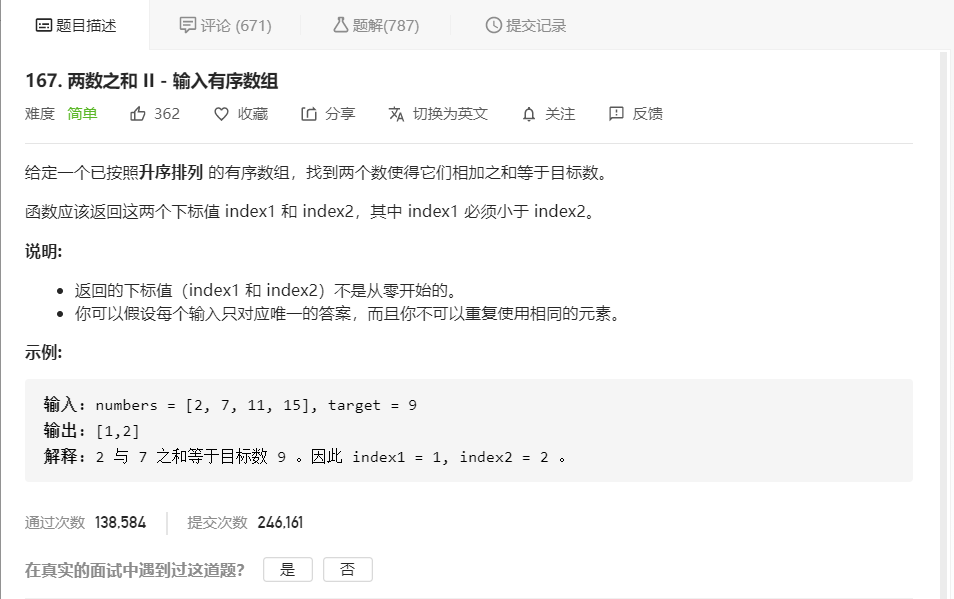 题目描述 评论 (671) 题解(787) 提交记录
167. 两数之和 II - 输入有序数组
难度 简单 362 收藏 分享 切换为英文 关注 反馈
给定一个已按照升序排列 的有序数组，找到两个数使得它们相加之和等于目标数。
函数应该返回这两个下标值 index1 和 index2，其中 index1 必须小于 index2。
说明:
• 返回的下标值（index1 和 index2）不是从零开始的。
• 你可以假设每个输入只对应唯一的答案，而且你不可以重复使用相同的元素。
示例:
输入: numbers = [2, 7, 11, 15], target = 9
输出: [1,2]
解释: 2 与 7 之和等于目标数 9 。因此 index1 = 1, index2 = 2 。
通过次数 138,584 提交次数 246,161
在真实的面试中遇到过这道题? 是 否